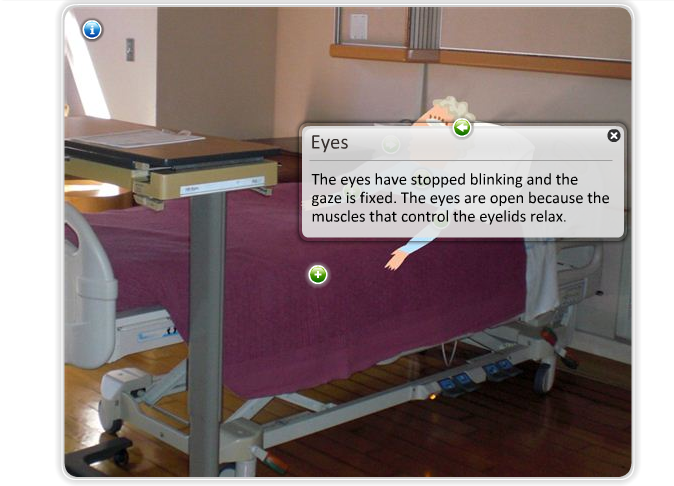 Eyes
The eyes have stopped blinking and the
gaze is fixed. The eyes are open because the
muscles that control the eyelids relax.